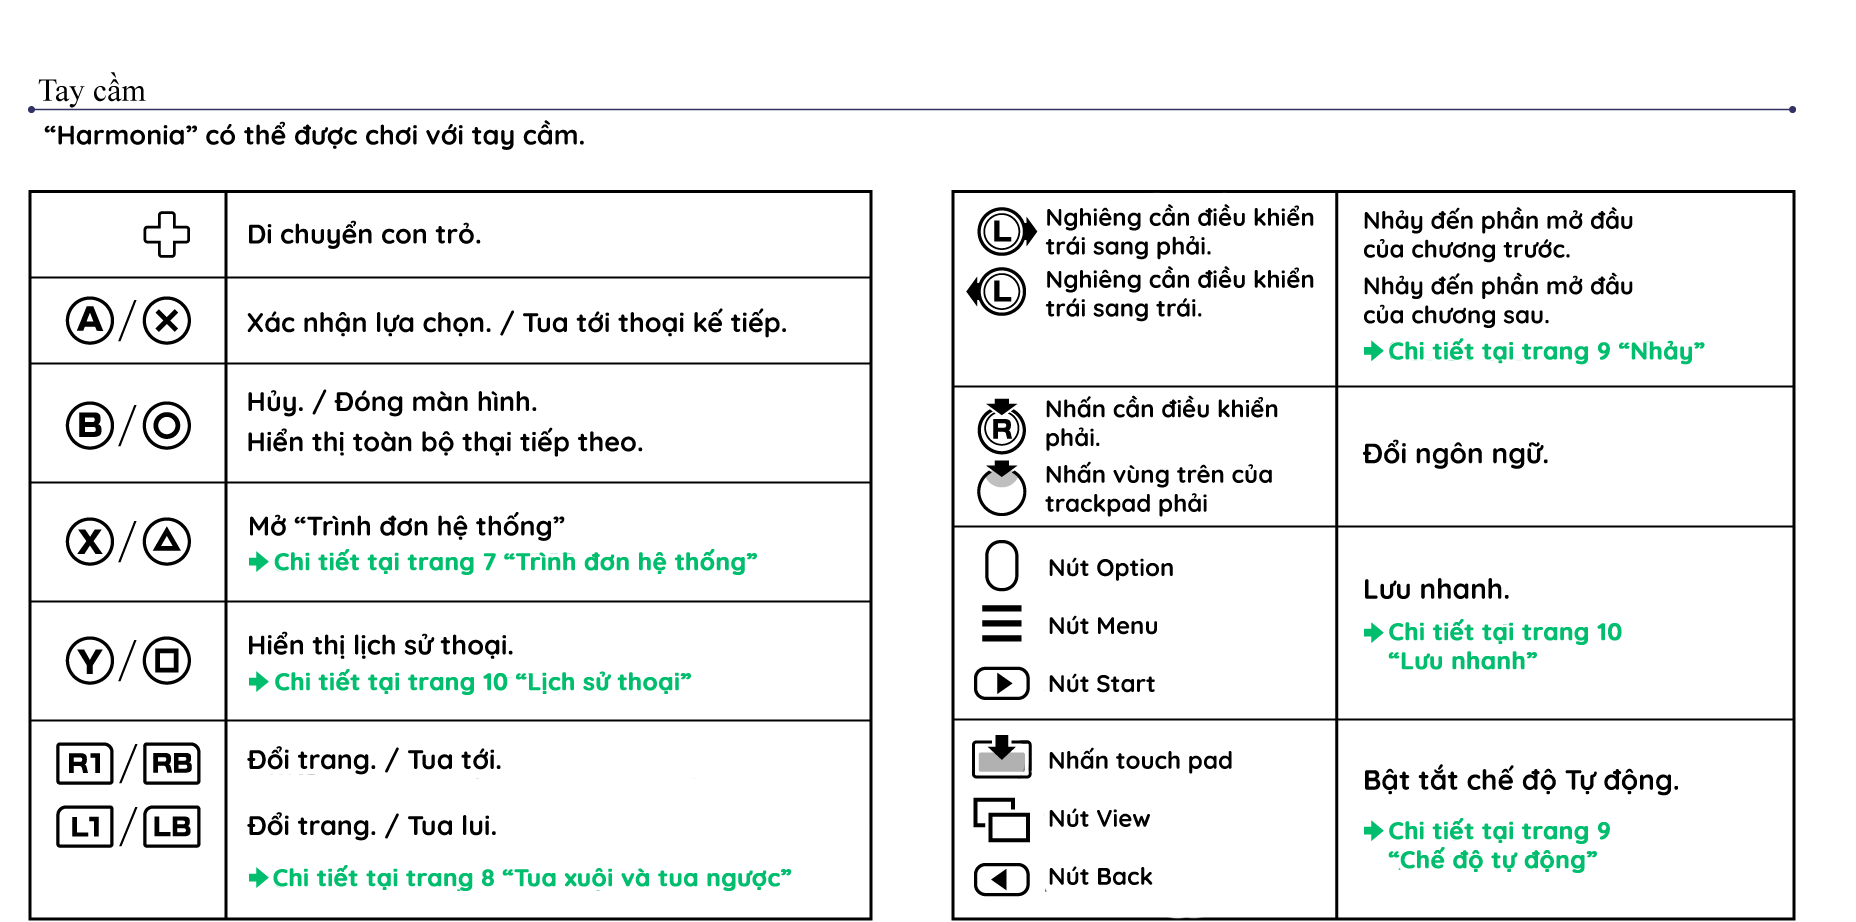 Tay cầm
“Harmonia” có thể được chơi với tay cầm.
Di chuyển con trỏ.
A / X
Xác nhận lựa chọn. / Tua tới thoại kế tiếp.
B / O
Hủy. / Đóng màn hình.
Hiển thị toàn bộ thại tiếp theo.
X / △
Mở “Trình đơn hệ thống”
Chi tiết tại trang 7 “Trình đơn hệ thống”
Y / □
Hiển thị lịch sử thoại.
Chi tiết tại trang 10 “Lịch sử thoại”
R1 / RB
Đổi trang. / Tua tới.
L1 / LB
Đổi trang. / Tua lui.
Chi tiết tại trang 8 “Tua xuôi và tua ngược”
L
Nghiêng cần điều khiển
trái sang phải.
L
Nghiêng cần điều khiển
trái sang trái.
Nhảy đến phần mở đầu
của chương trước.
Nhảy đến phần mở đầu
của chương sau.
Chi tiết tại trang 9 “Nhảy”
R
Nhấn cần điều khiển
phải.
Nhấn vùng trên của
trackpad phải
Đổi ngôn ngữ.
Nút Option
Nút Menu
Nút Start
Lưu nhanh.
Chi tiết tại trang 10
“Lưu nhanh”
Nhấn touch pad
Nút View
Nút Back
Bật tắt chế độ Tự động.
Chi tiết tại trang 9
“Chế độ tự động”